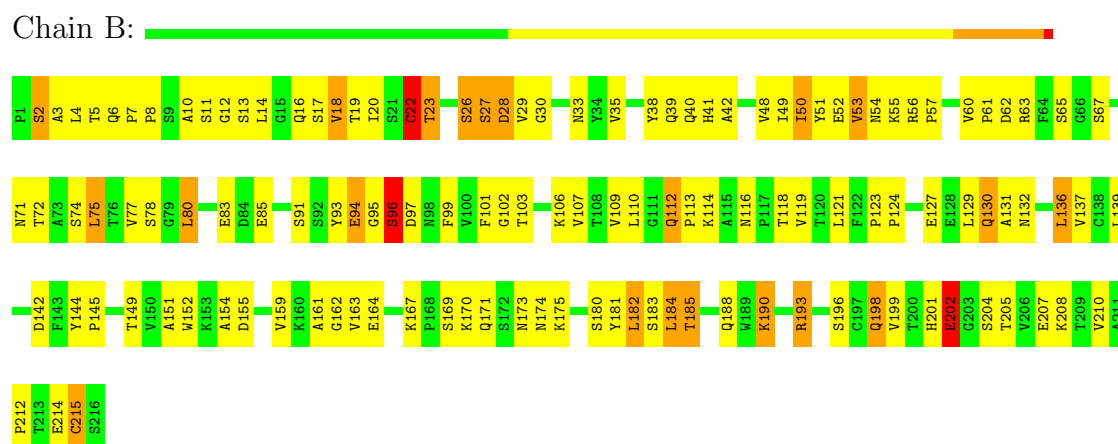 Chain B:
P1 S2 A3 L4 T5 Q6 P7 P8 S9 A10 S11 G12 S13 L14 G15 Q16 S17 V18 T19 I20 S21 C22 T23 S26 S27 D28 V29 G30 N33 Y34 V35 Y38 Q39 Q40 H41 A42 V48 I49 I50 Y51 E52 V53 N54 K55 R56 P57 V60 P61 D62 R63 F64 S65 G66 S67
N71 T72 A73 S74 L75 T76 V77 S78 G79 L80 E83 D84 E85 S91 S92 Y93 E94 G95 S96 D97 N98 F99 V100 F101 G102 T103 K106 V107 T108 V109 L110 G111 Q112 P113 K114 A115 N116 P117 T118 V119 T120 L121 F122 P123 P124 E127 E128 L129 Q130 A131 N132 L136 V137 C138 L139
D142 F143 Y144 P145 T149 V150 A151 W152 K153 A154 D155 V159 K160 A161 G162 V163 E164 K167 P168 S169 K170 Q171 S172 N173 N174 K175 S180 Y181 L182 S183 L184 T185 Q188 W189 K190 R193 S196 C197 Q198 V199 T200 H201 E202 G203 S204 T205 V206 E207 K208 T209 V210 A211
P212 T213 E214 C215 S216